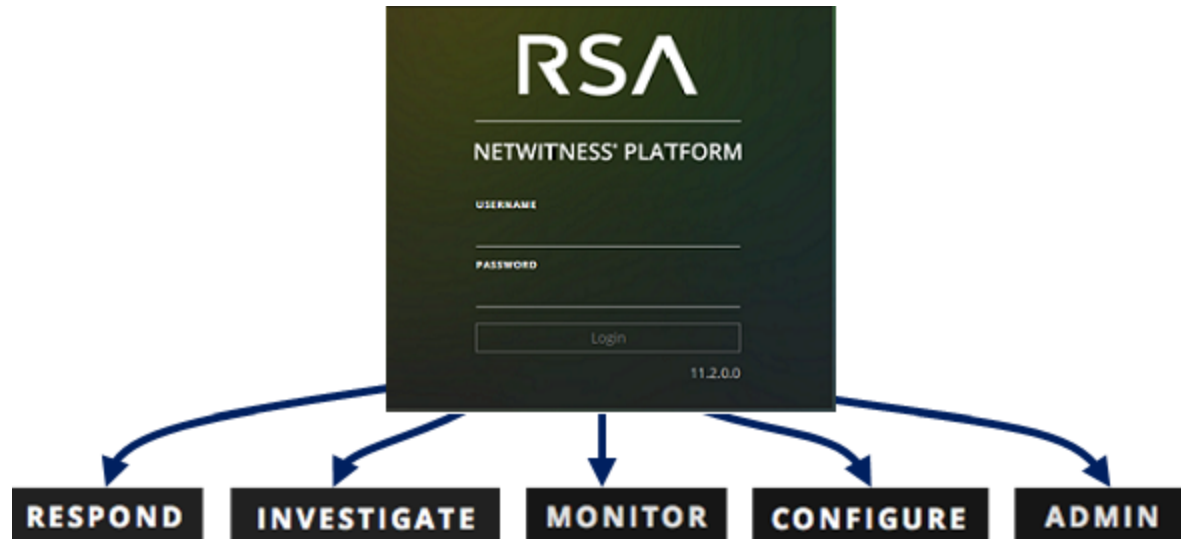 RSA
NETWITNESS® PLATFORM
USERNAME
PASSWORD
Login
11.2.0.0
RESPOND INVESTIGATE MONITOR CONFIGURE ADMIN